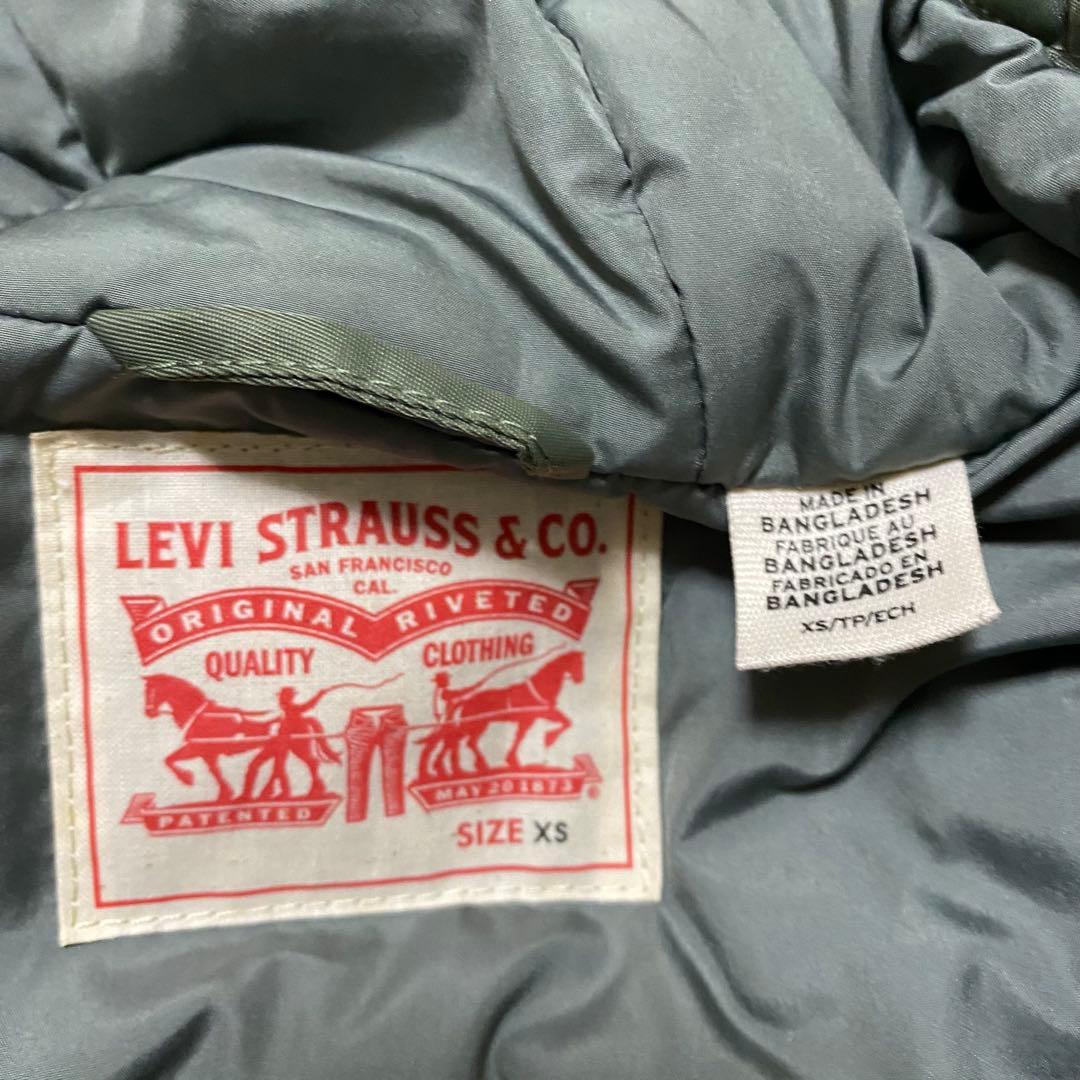 LEVI STRAUSS & CO.
SAN FRANCISCO
CAL.
ORIGINAL RIVETED
QUALITY CLOTHING
PATENTED MAY 20 1873 ®
SIZE XS
MADE IN
BANGLADESH
FABRIQUE AU
BANGLADESH
FABRICADO EN
BANGLADESH
XS/TP/ECH